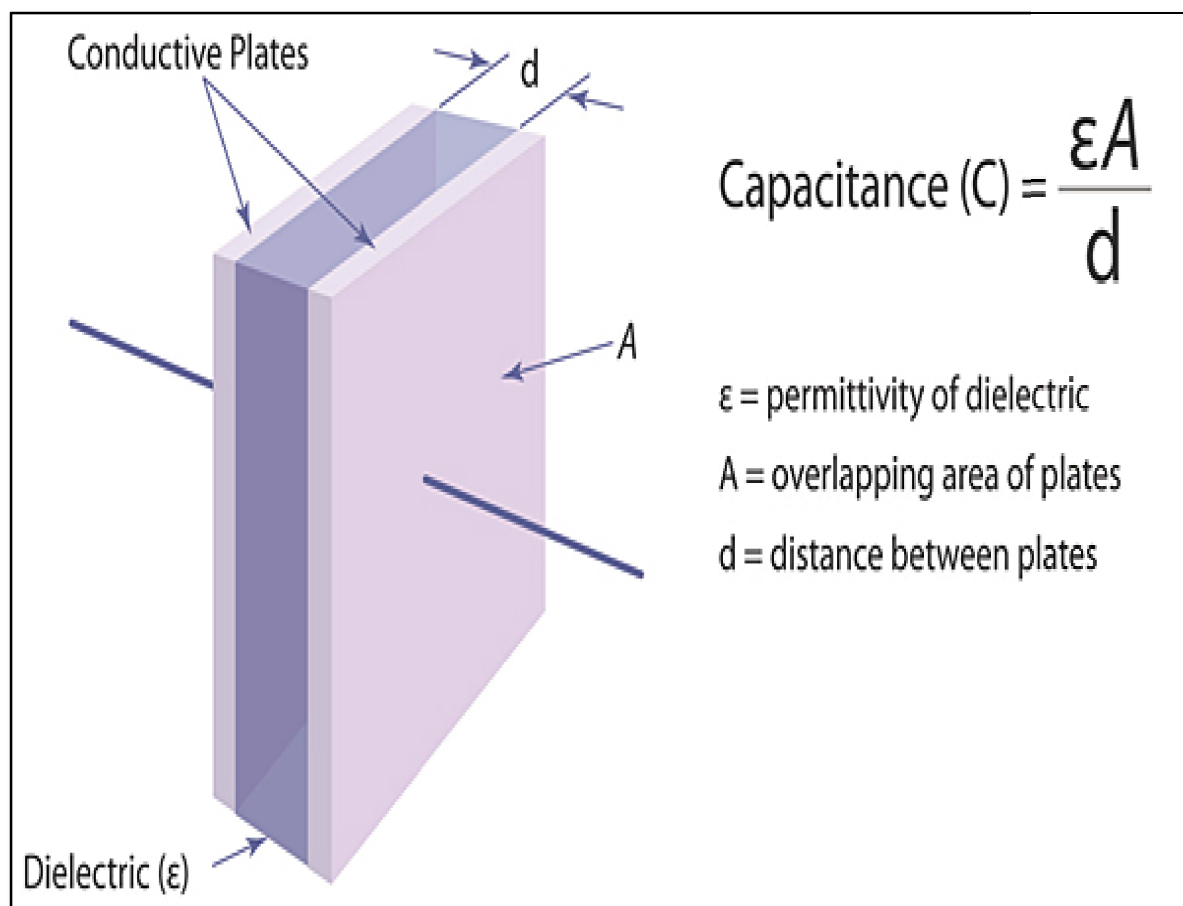 Conductive Plates
d
Capacitance (C) = εA/d
A
ε = permittivity of dielectric
A = overlapping area of plates
d = distance between plates
Dielectric (ε)